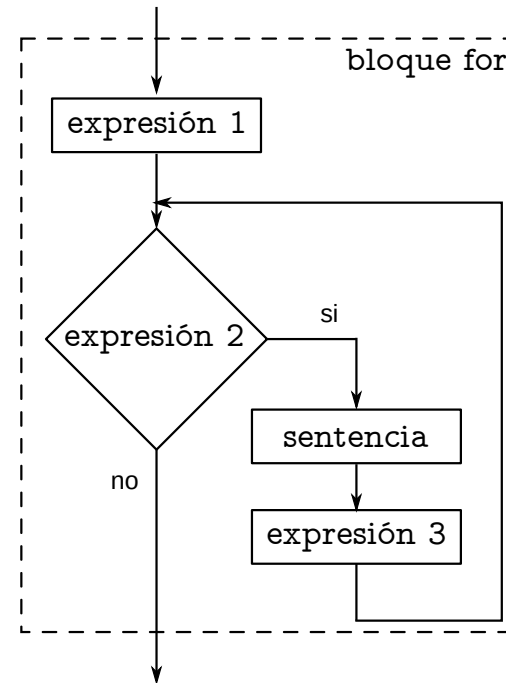 bloque for
expresión 1
expresión 2
si
sentencia
no
expresión 3